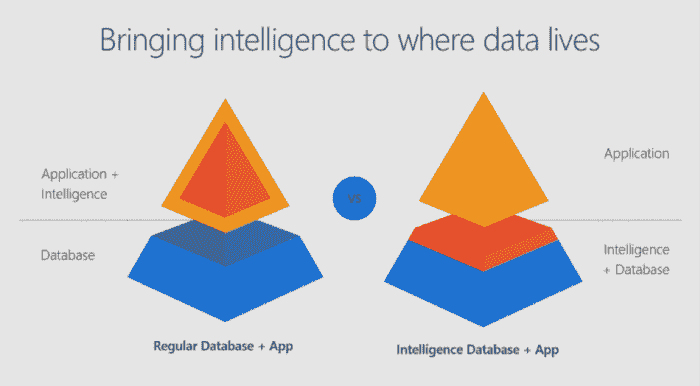 Bringing intelligence to where data lives
Application +
Intelligence
Database
VS
Application
Intelligence
+ Database
Regular Database + App
Intelligence Database + App